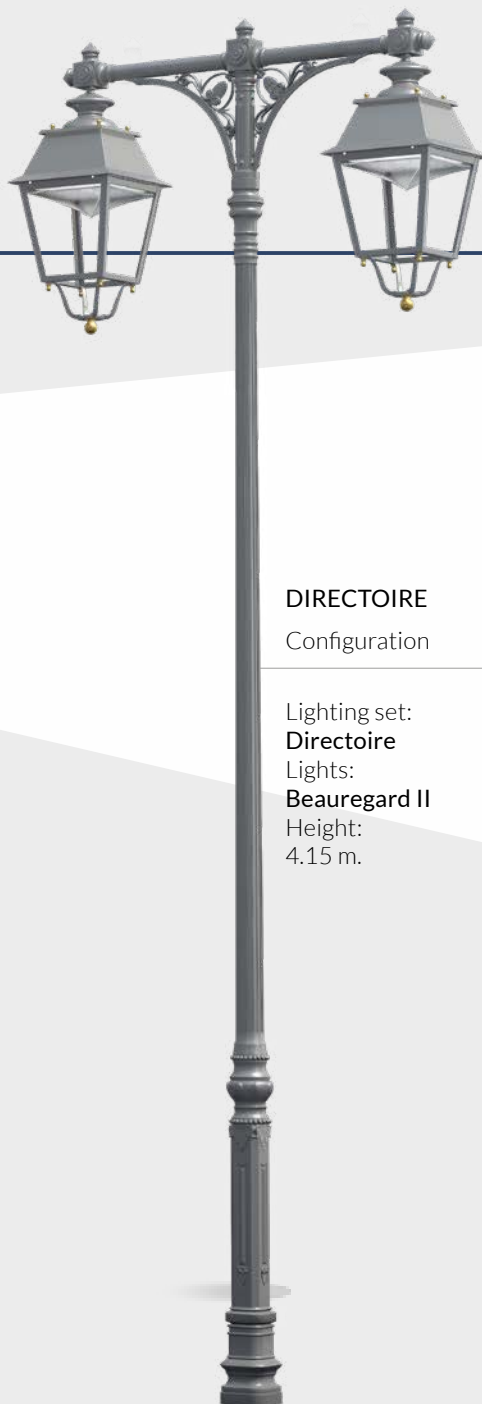 DIRECTOIRE
Configuration
Lighting set:
Directoire
Lights:
Beauregard II
Height:
4.15 m.